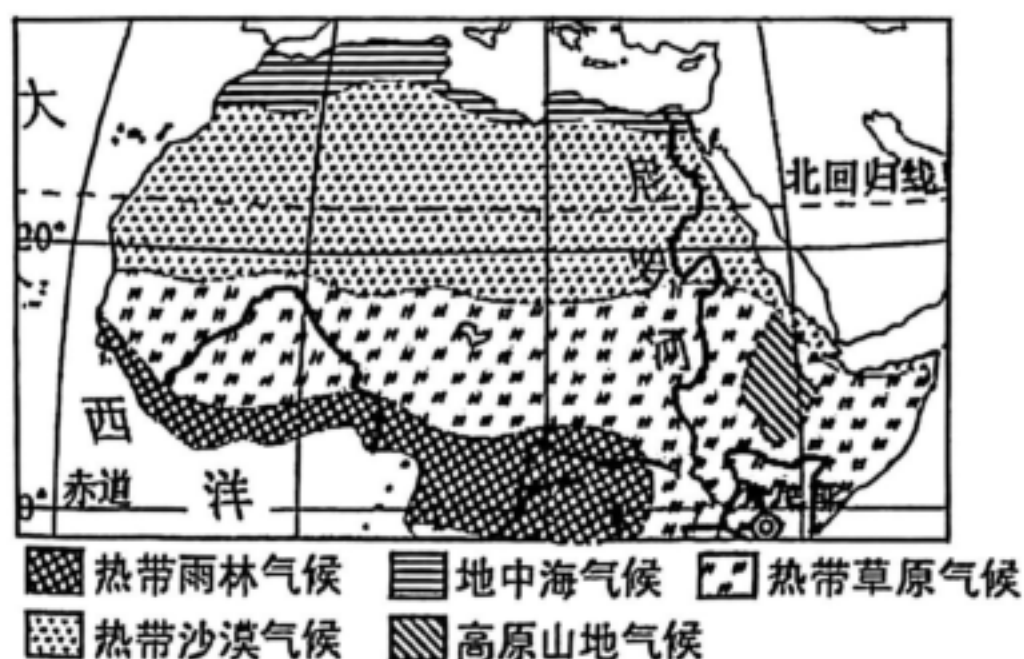 大
西
洋
尼
罗
河
北回归线
20°
赤道
0°
热带雨林气候
地中海气候
热带草原气候
热带沙漠气候
高原山地气候